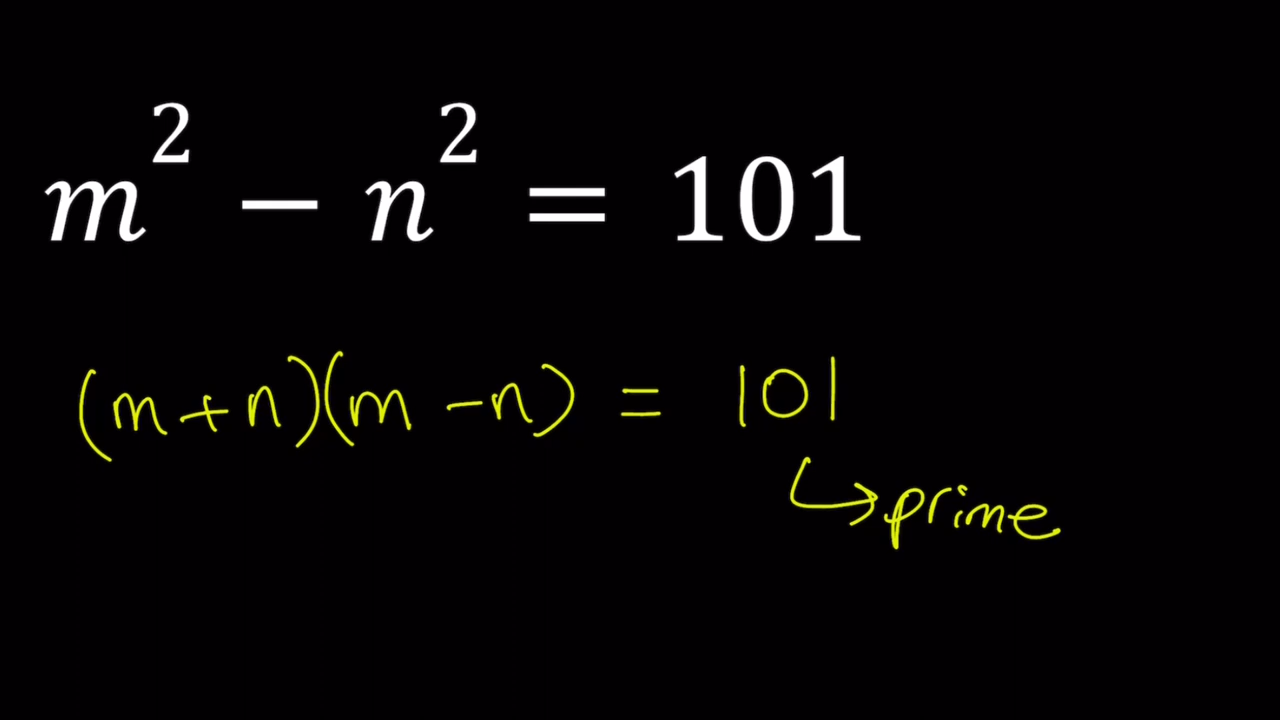 m² − n² = 101
(m + n)(m − n) = 101
prime